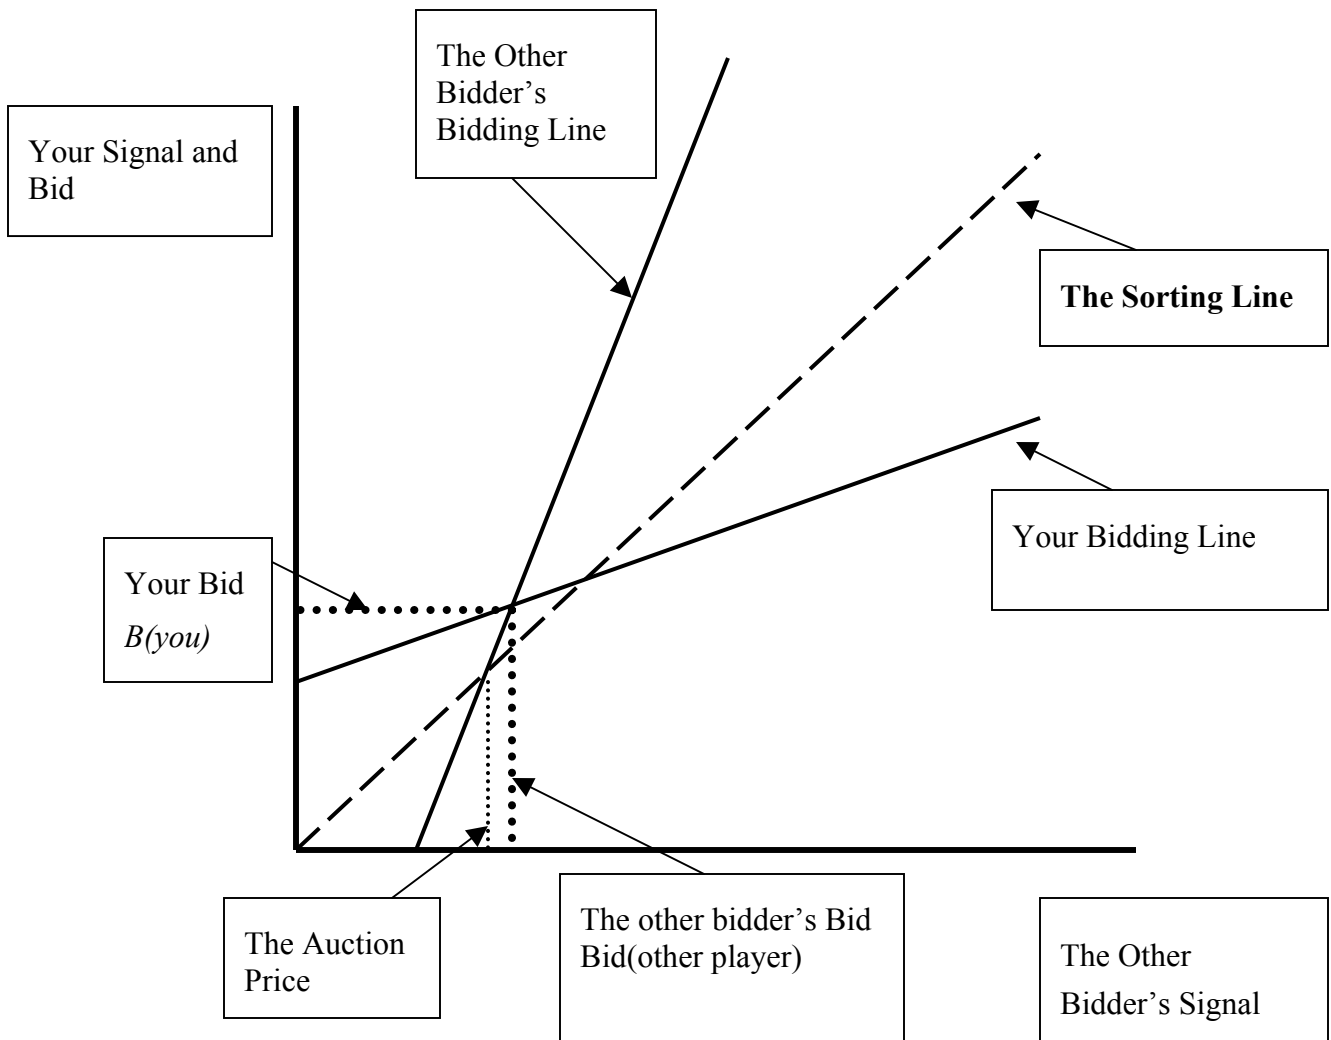 The Other
Bidder’s
Bidding Line
Your Signal and
Bid
The Sorting Line
Your Bidding Line
Your Bid
B(you)
The Auction
Price
The other bidder’s Bid
Bid(other player)
The Other
Bidder’s Signal